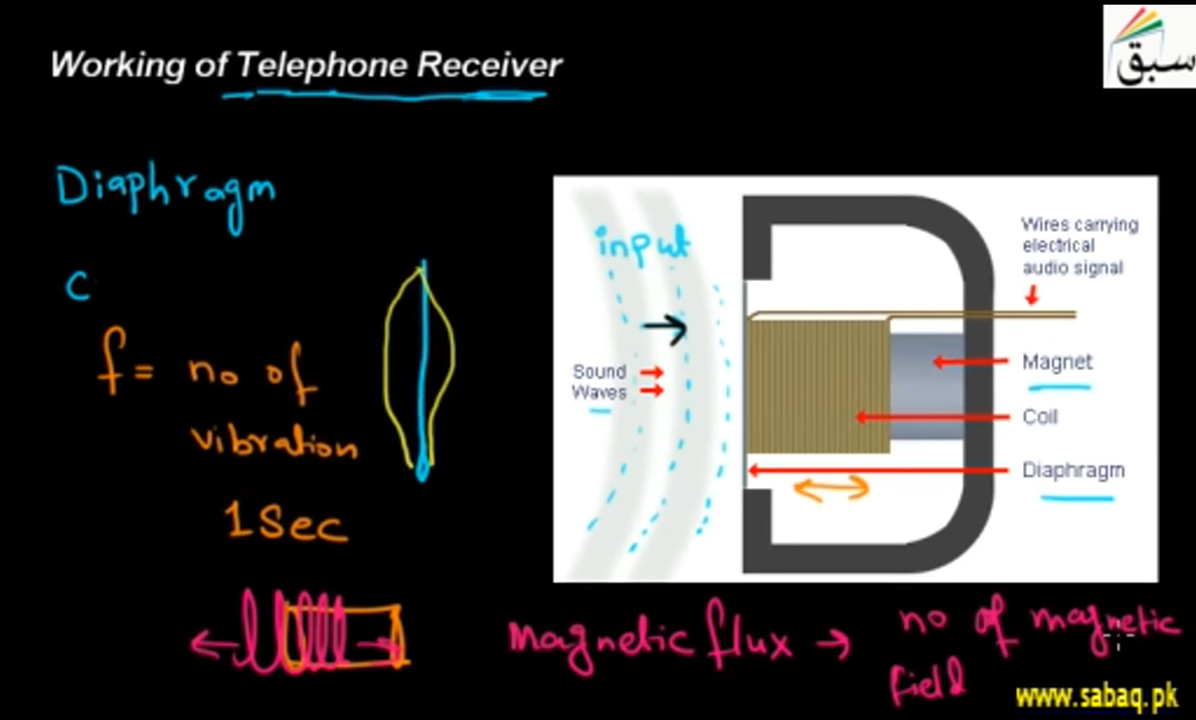 Working of Telephone Receiver
سبق
Diaphragm
C
f = no of
vibration
1 Sec
input
Sound
Waves
Wires carrying
electrical
audio signal
Magnet
Coil
Diaphragm
Magnetic flux → no of magnetic
field
www.sabaq.pk